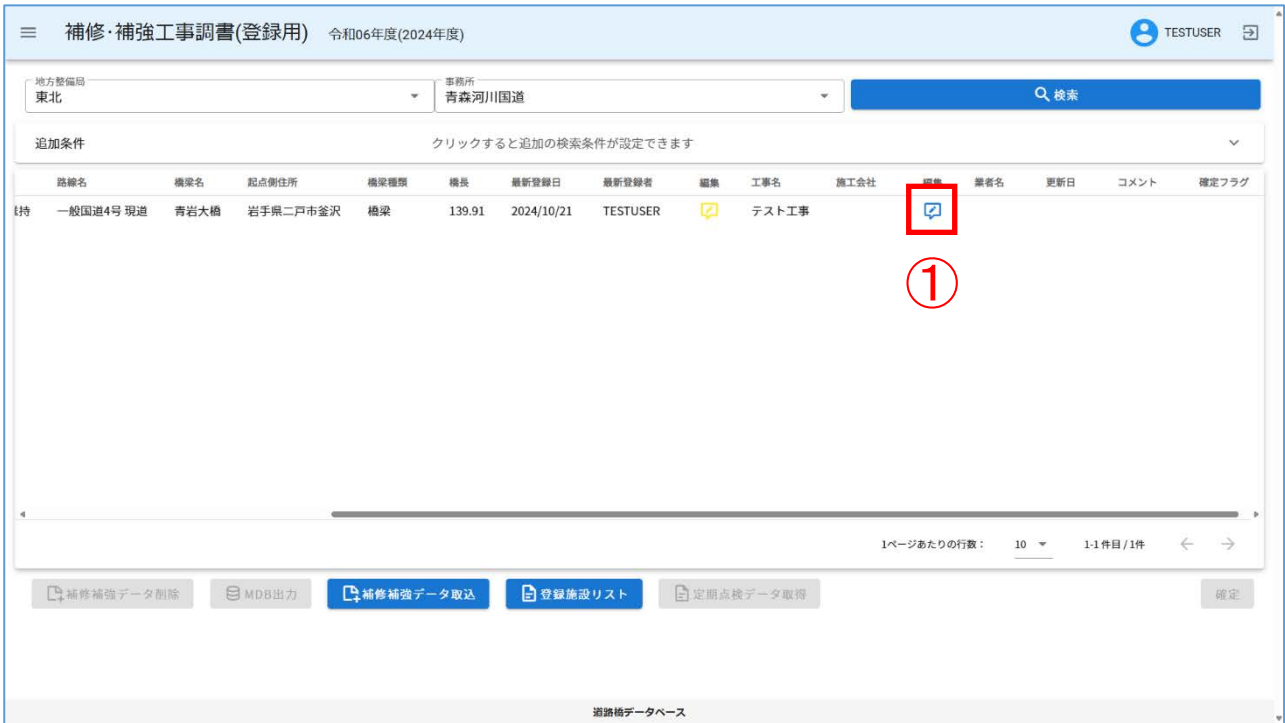 補修・補強工事調書(登録用) 令和06年度(2024年度) TESTUSER
地方整備局 事務所
東北 青森河川国道 検索
追加条件 クリックすると追加の検索条件が設定できます
路線名 橋梁名 起点側住所 橋梁種類 橋長 最新登録日 最新登録者 編集 工事名 施工会社 編集 業者名 更新日 コメント 確定フラグ
持 一般国道4号 現道 青岩大橋 岩手県二戸市釜沢 橋梁 139.91 2024/10/21 TESTUSER テスト工事
①
1ページあたりの行数： 10 1-1 件目 / 1件
補修補強データ削除 MDB出力 補修補強データ取込 登録施設リスト 定期点検データ取得 確定
道路橋データベース